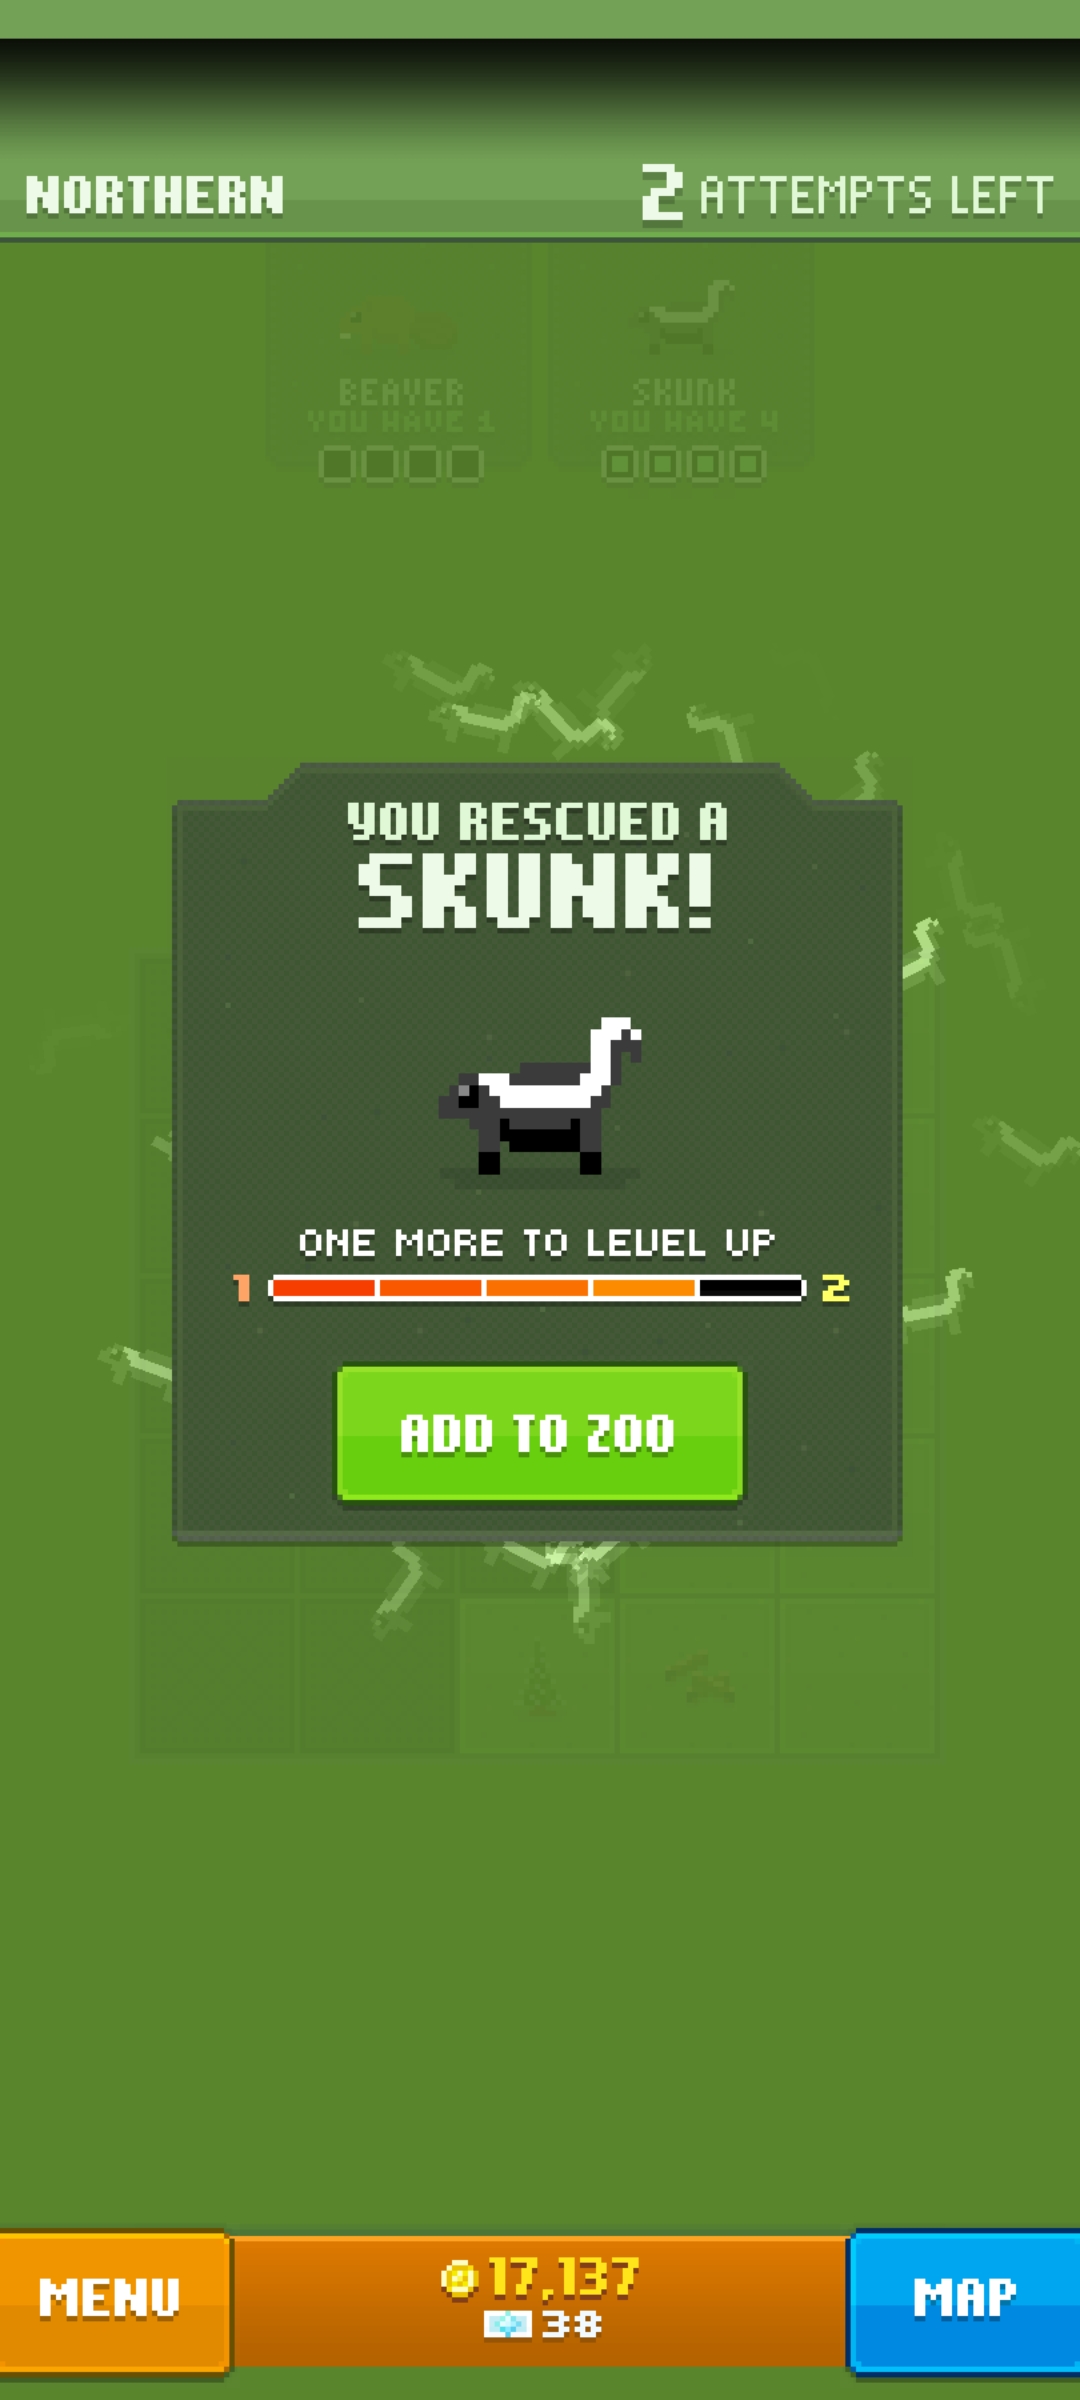 NORTHERN
2 ATTEMPTS LEFT
BEAVER
YOU HAVE 1
SKUNK
YOU HAVE 4
YOU RESCUED A
SKUNK!
ONE MORE TO LEVEL UP
1
2
ADD TO ZOO
MENU
17,137
38
MAP